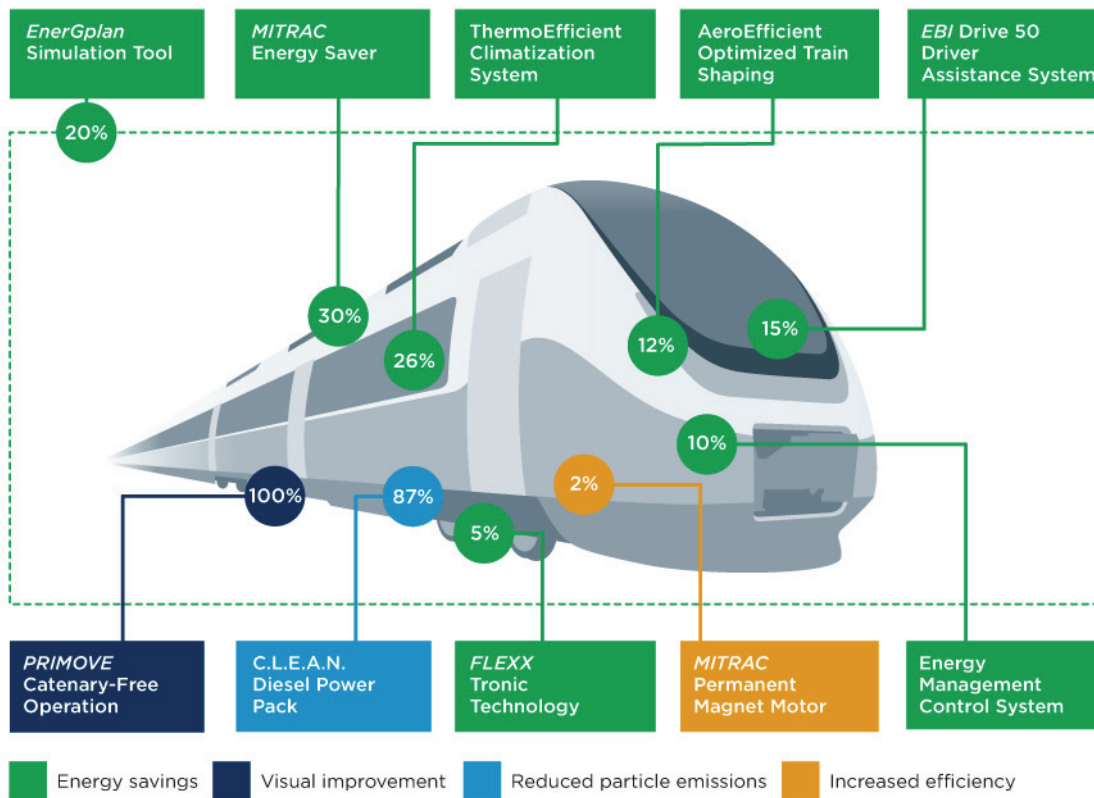 EnerGplan
Simulation Tool
MITRAC
Energy Saver
ThermoEfficient
Climatization
System
AeroEfficient
Optimized Train
Shaping
EBI Drive 50
Driver
Assistance System
20%
30%
26%
12%
15%
10%
100%
87%
5%
2%
PRIMOVE
Catenary-Free
Operation
C.L.E.A.N.
Diesel Power
Pack
FLEXX
Tronic
Technology
MITRAC
Permanent
Magnet Motor
Energy
Management
Control System
Energy savings
Visual improvement
Reduced particle emissions
Increased efficiency